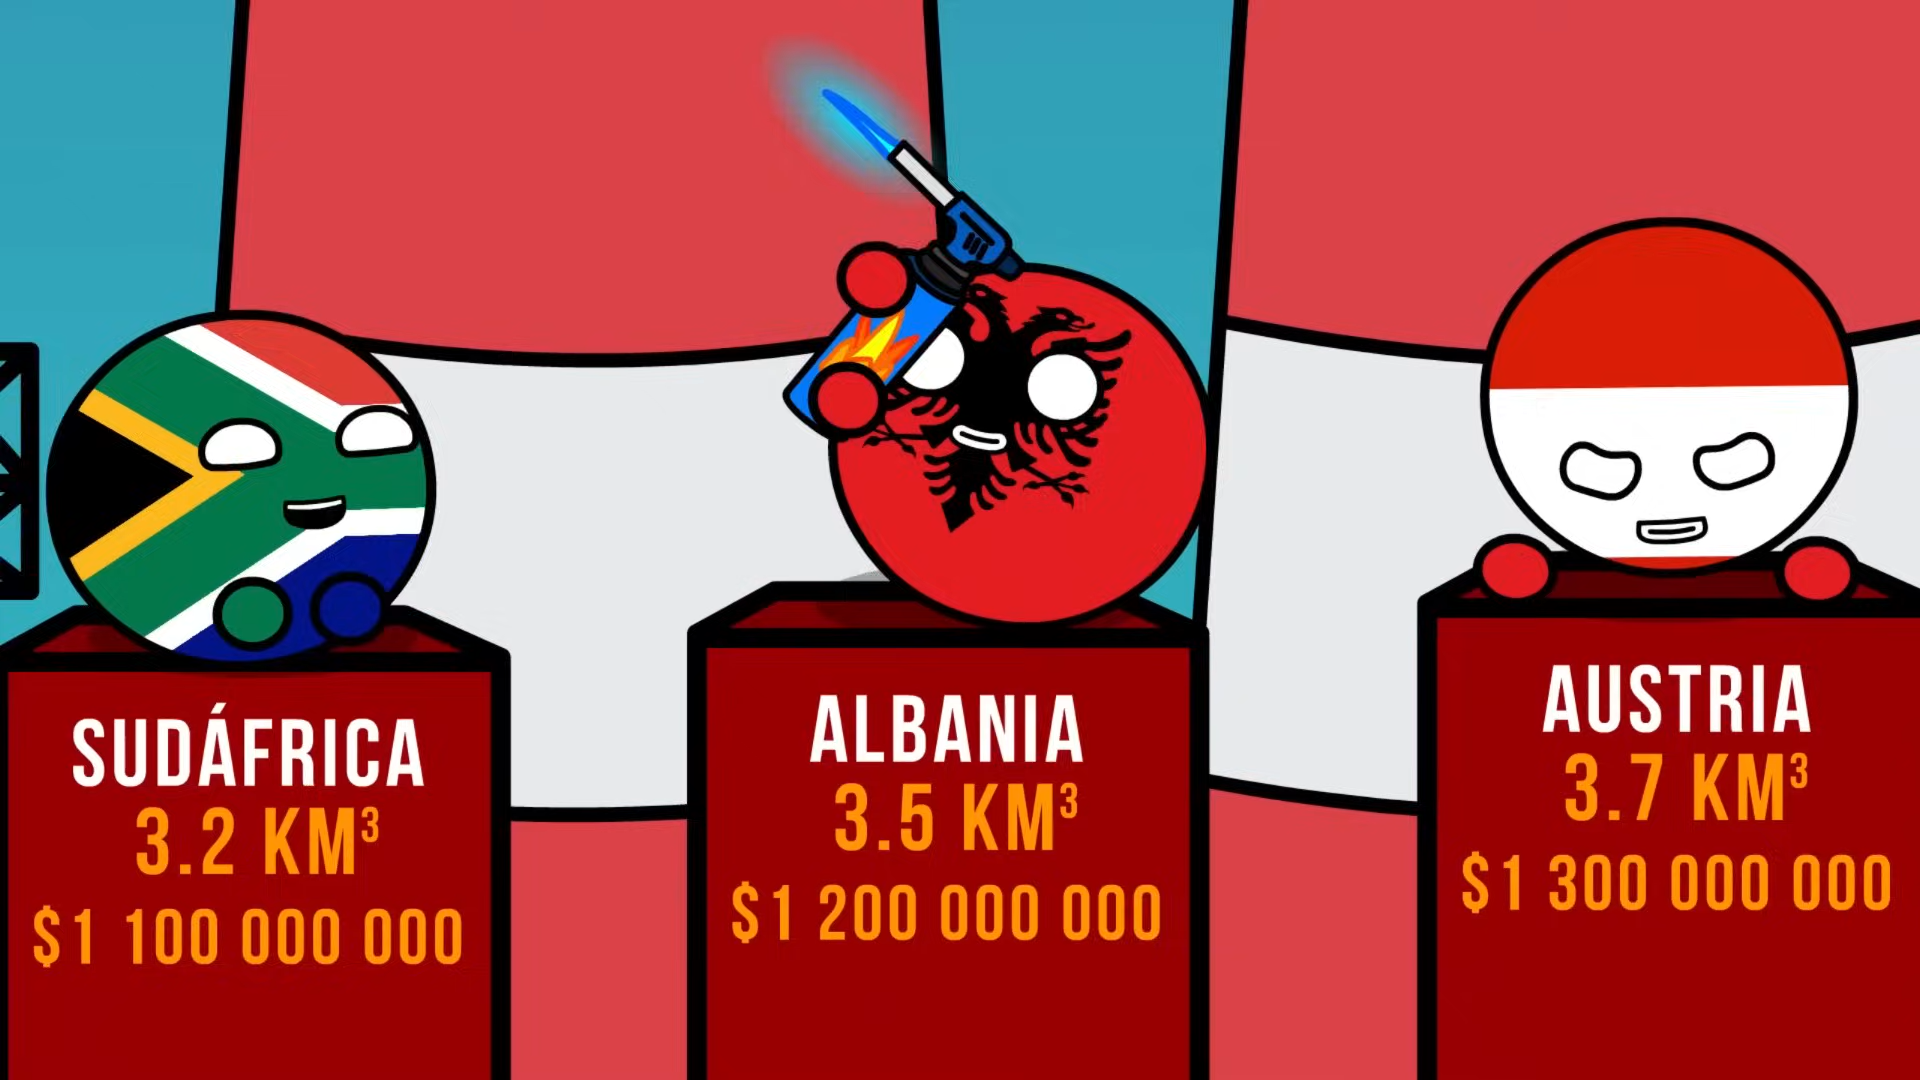 SUDÁFRICA
3.2 KM³
$1 100 000 000
ALBANIA
3.5 KM³
$1 200 000 000
AUSTRIA
3.7 KM³
$1 300 000 000